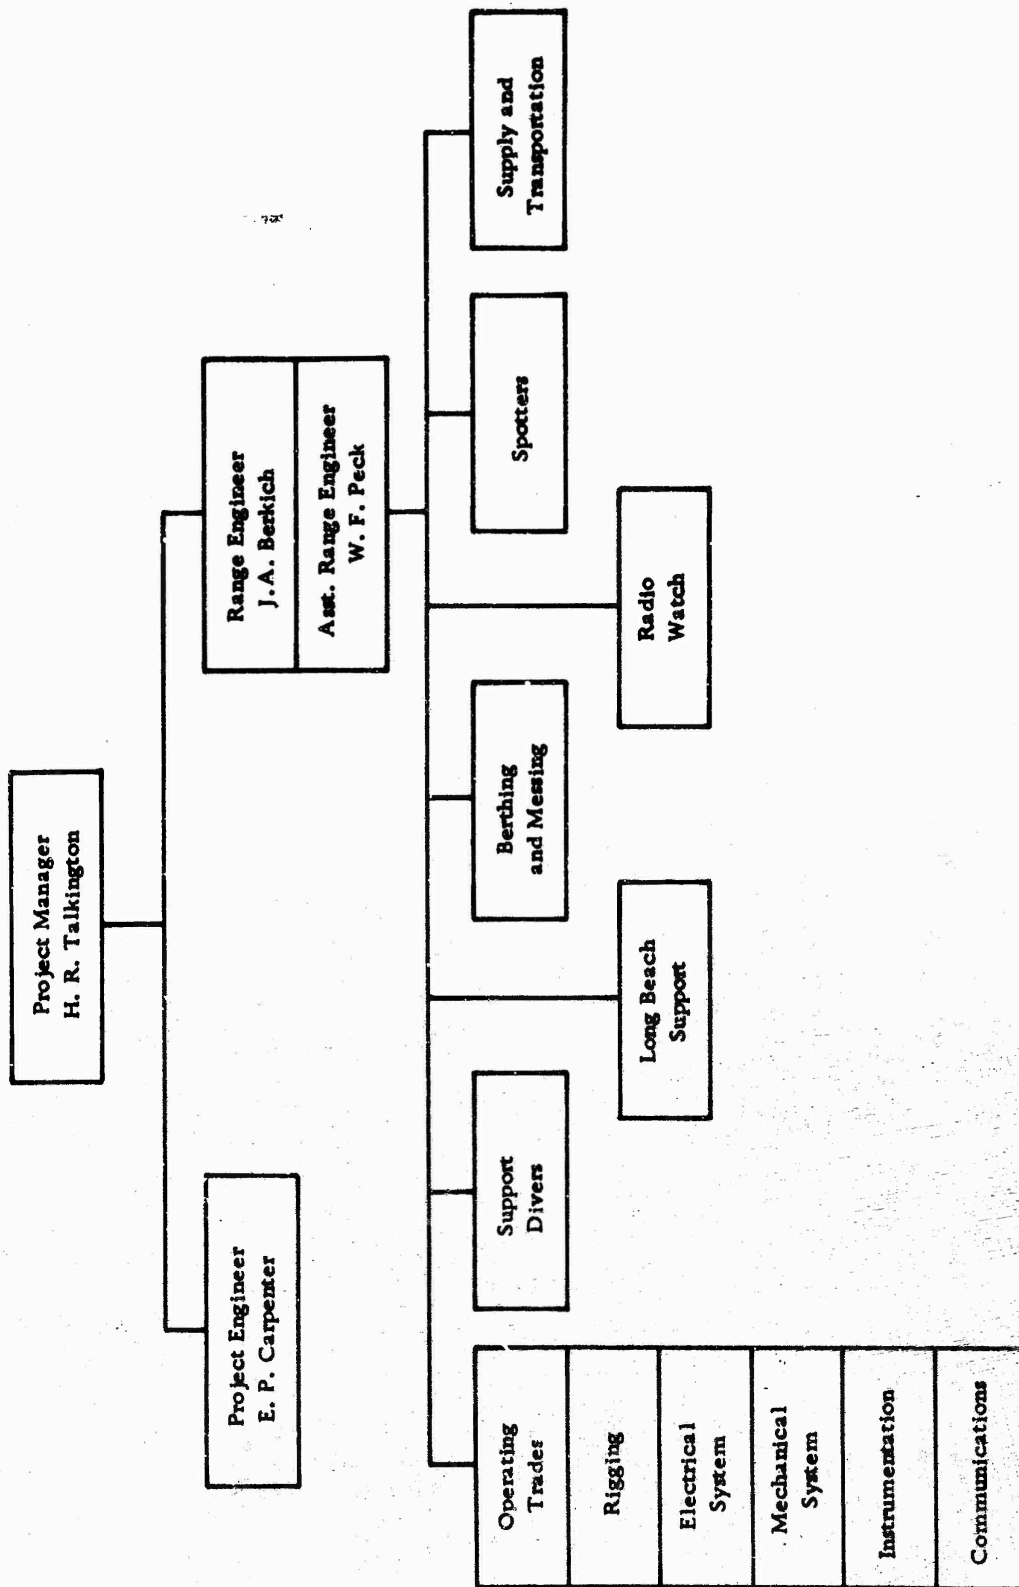 Project Manager
H. R. Talkington
Project Engineer
E. P. Carpenter
Range Engineer
J.A. Berkich
Asst. Range Engineer
W. F. Peck
Operating
Trades
Rigging
Electrical
System
Mechanical
System
Instrumentation
Communications
Support
Divers
Long Beach
Support
Berthing
and Messing
Radio
Watch
Spotters
Supply and
Transportation